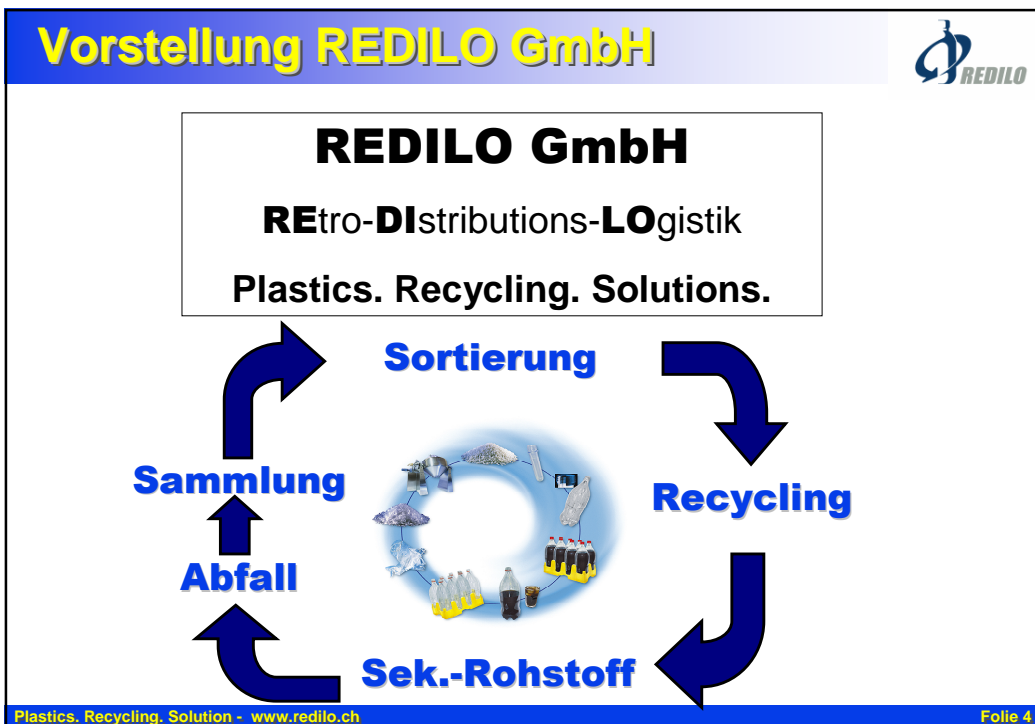 Vorstellung REDILO GmbH
REDILO
REDILO GmbH
REtro-DIstributions-LOgistik
Plastics. Recycling. Solutions.
Sortierung
Sammlung
Recycling
Abfall
Sek.-Rohstoff
Plastics. Recycling. Solution - www.redilo.ch
Folie 4